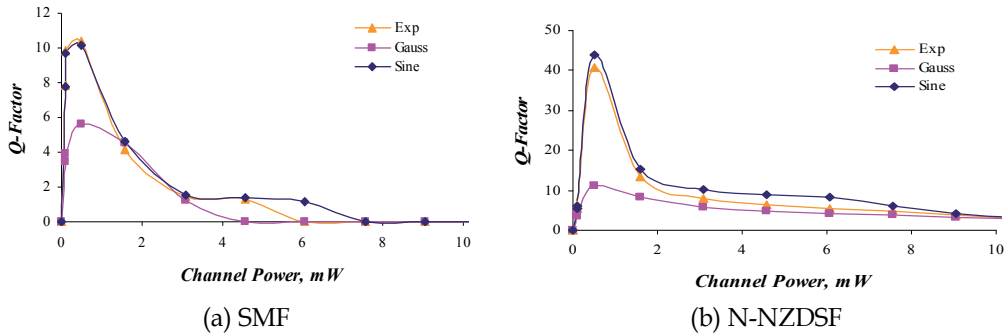 12
10
8
6
4
2
0
Q-Factor
0 2 4 6 8 10
Channel Power, mW
Exp
Gauss
Sine
(a) SMF
50
40
30
20
10
0
Q-Factor
0 2 4 6 8 10
Channel Power, mW
Exp
Gauss
Sine
(b) N-NZDSF